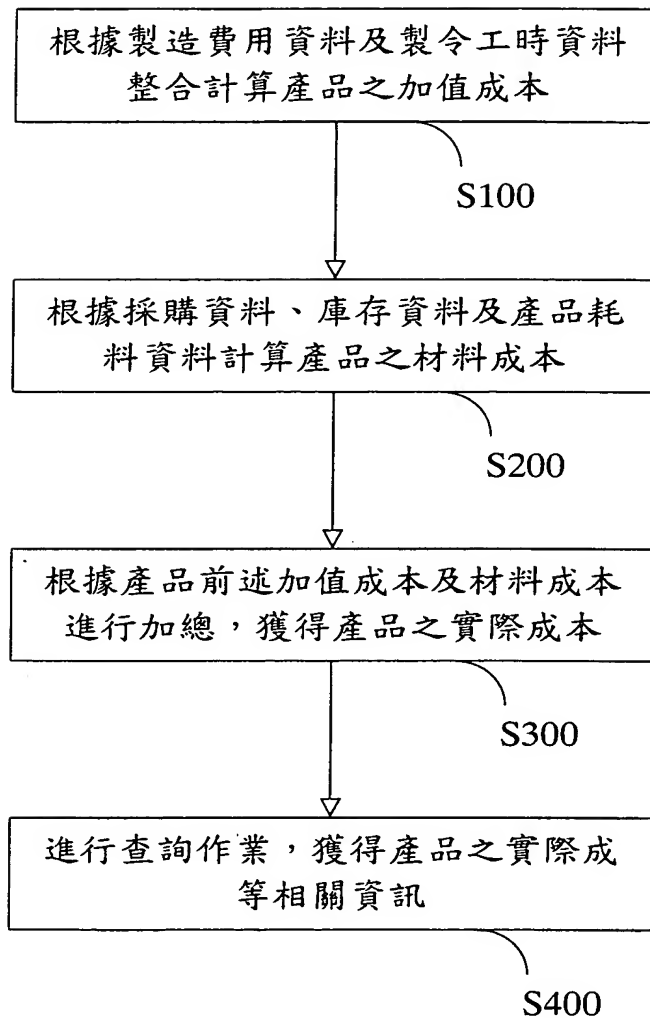 根據製造費用資料及製令工時資料
整合計算產品之加值成本
S100
根據採購資料、庫存資料及產品耗
料資料計算產品之材料成本
S200
根據產品前述加值成本及材料成本
進行加總，獲得產品之實際成本
S300
進行查詢作業，獲得產品之實際成
等相關資訊
S400